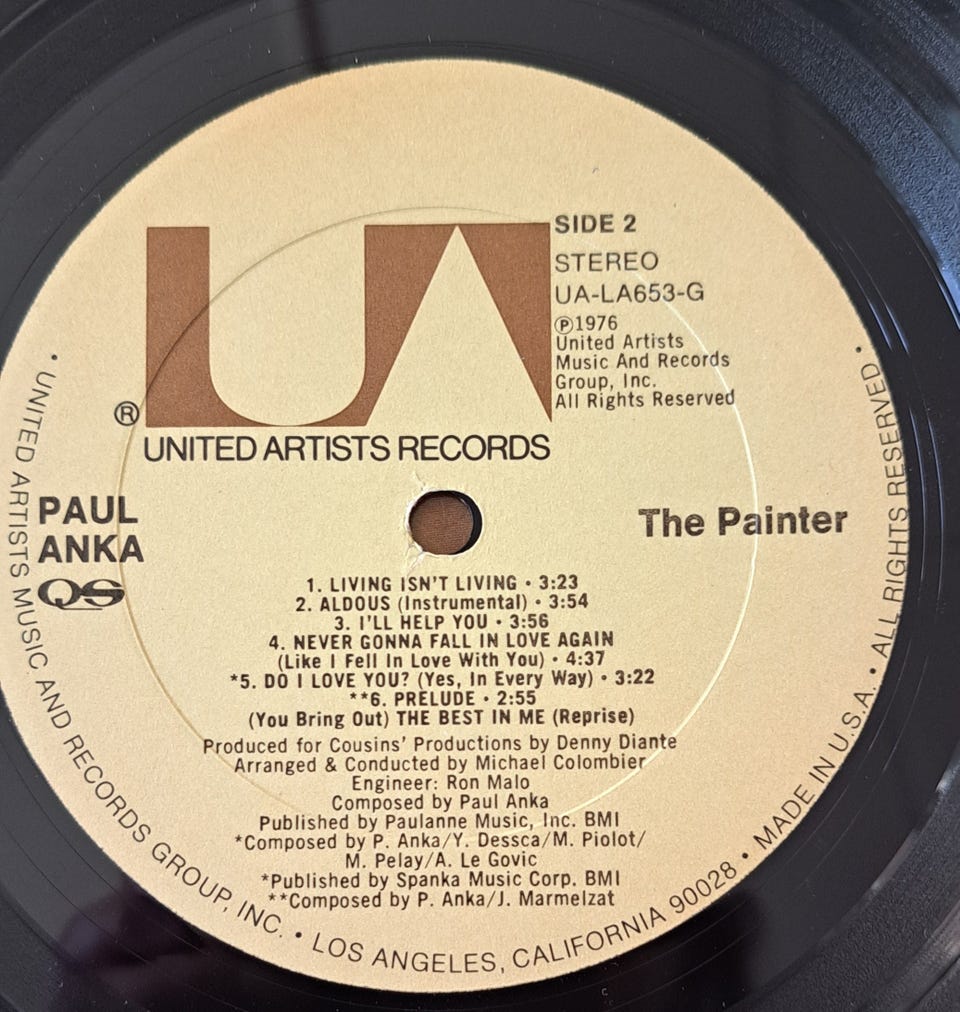 UA
SIDE 2
STEREO
UA-LA653-G
℗1976
United Artists
Music And Records
Group, Inc.
All Rights Reserved
®
UNITED ARTISTS RECORDS
PAUL
ANKA
QS
The Painter
1. LIVING ISN'T LIVING • 3:23
2. ALDOUS (Instrumental) • 3:54
3. I'LL HELP YOU • 3:56
4. NEVER GONNA FALL IN LOVE AGAIN
(Like I Fell In Love With You) • 4:37
*5. DO I LOVE YOU? (Yes, In Every Way) • 3:22
**6. PRELUDE • 2:55
(You Bring Out) THE BEST IN ME (Reprise)
Produced for Cousins' Productions by Denny Diante
Arranged & Conducted by Michael Colombier
Engineer: Ron Malo
Composed by Paul Anka
Published by Paulanne Music, Inc. BMI
*Composed by P. Anka/Y. Dessca/M. Piolot/
M. Pelay/A. Le Govic
*Published by Spanka Music Corp. BMI
**Composed by P. Anka/J. Marmelzat
• UNITED ARTISTS MUSIC. AND RECORDS GROUP, INC. • LOS ANGELES, CALIFORNIA 90028 • MADE IN U.S.A. • ALL RIGHTS RESERVED •